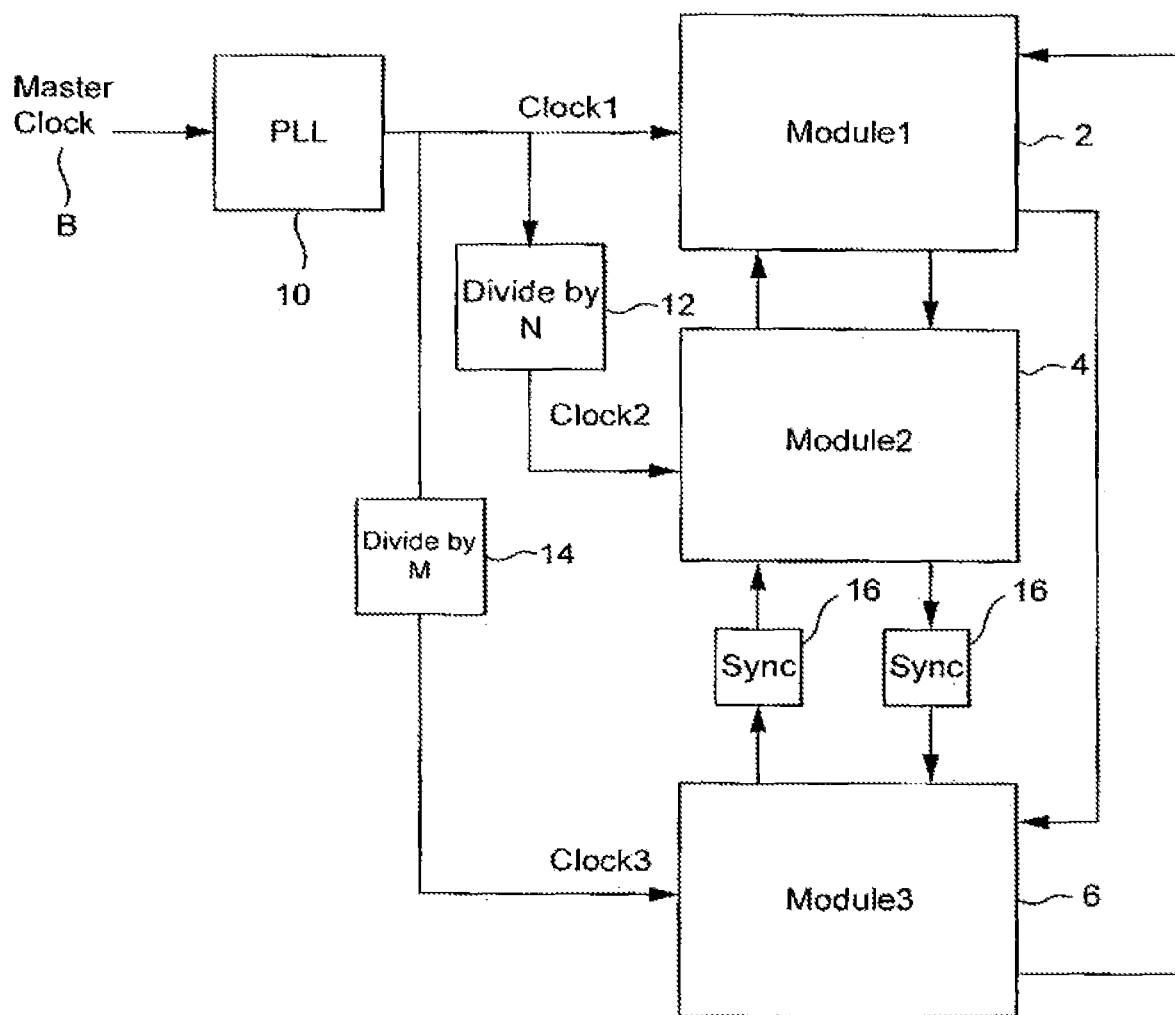 Master
Clock
B
PLL
10
Clock1
Module1
2
Divide by
N
12
Clock2
Module2
4
Divide by
M
14
16
16
Sync
Sync
Clock3
Module3
6